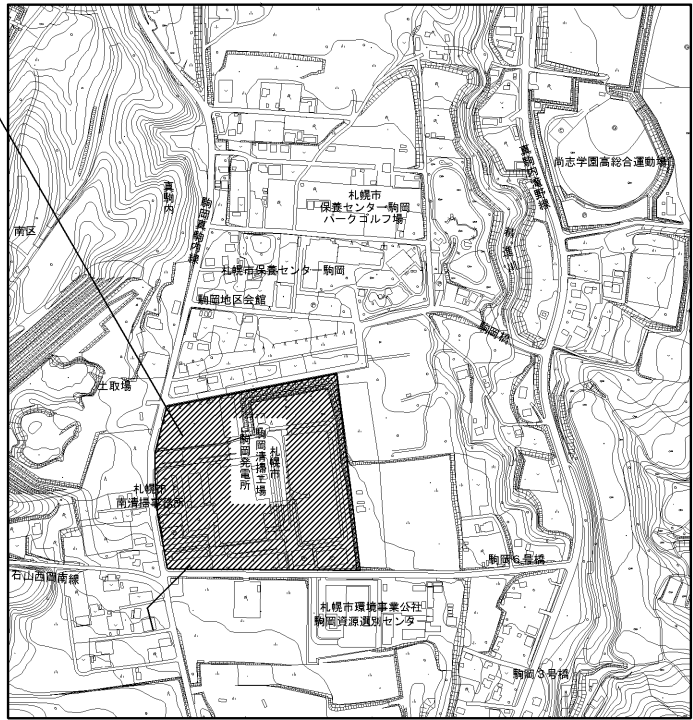 尚志学園高総合運動場
真駒内滝野線
真駒内
駒岡真駒内線
札幌市
保養センター駒岡
パークゴルフ場
南区
精進川
札幌市保養センター駒岡
駒岡地区会館
駒岡橋
土取場
札幌市
駒岡清掃工場
駒岡発電所
札幌市
南清掃事務所
駒岡6号橋
石山西岡南線
札幌市環境事業公社
駒岡資源選別センター
駒岡3号橋